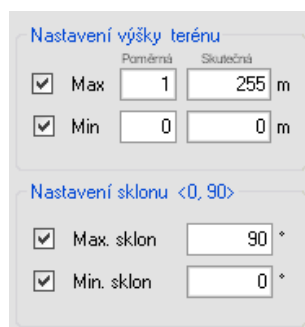 Nastavení výšky terénu
Poměrná Skutečná
Max 1 255 m
Min 0 0 m
Nastavení sklonu <0, 90>
Max. sklon 90 °
Min. sklon 0 °